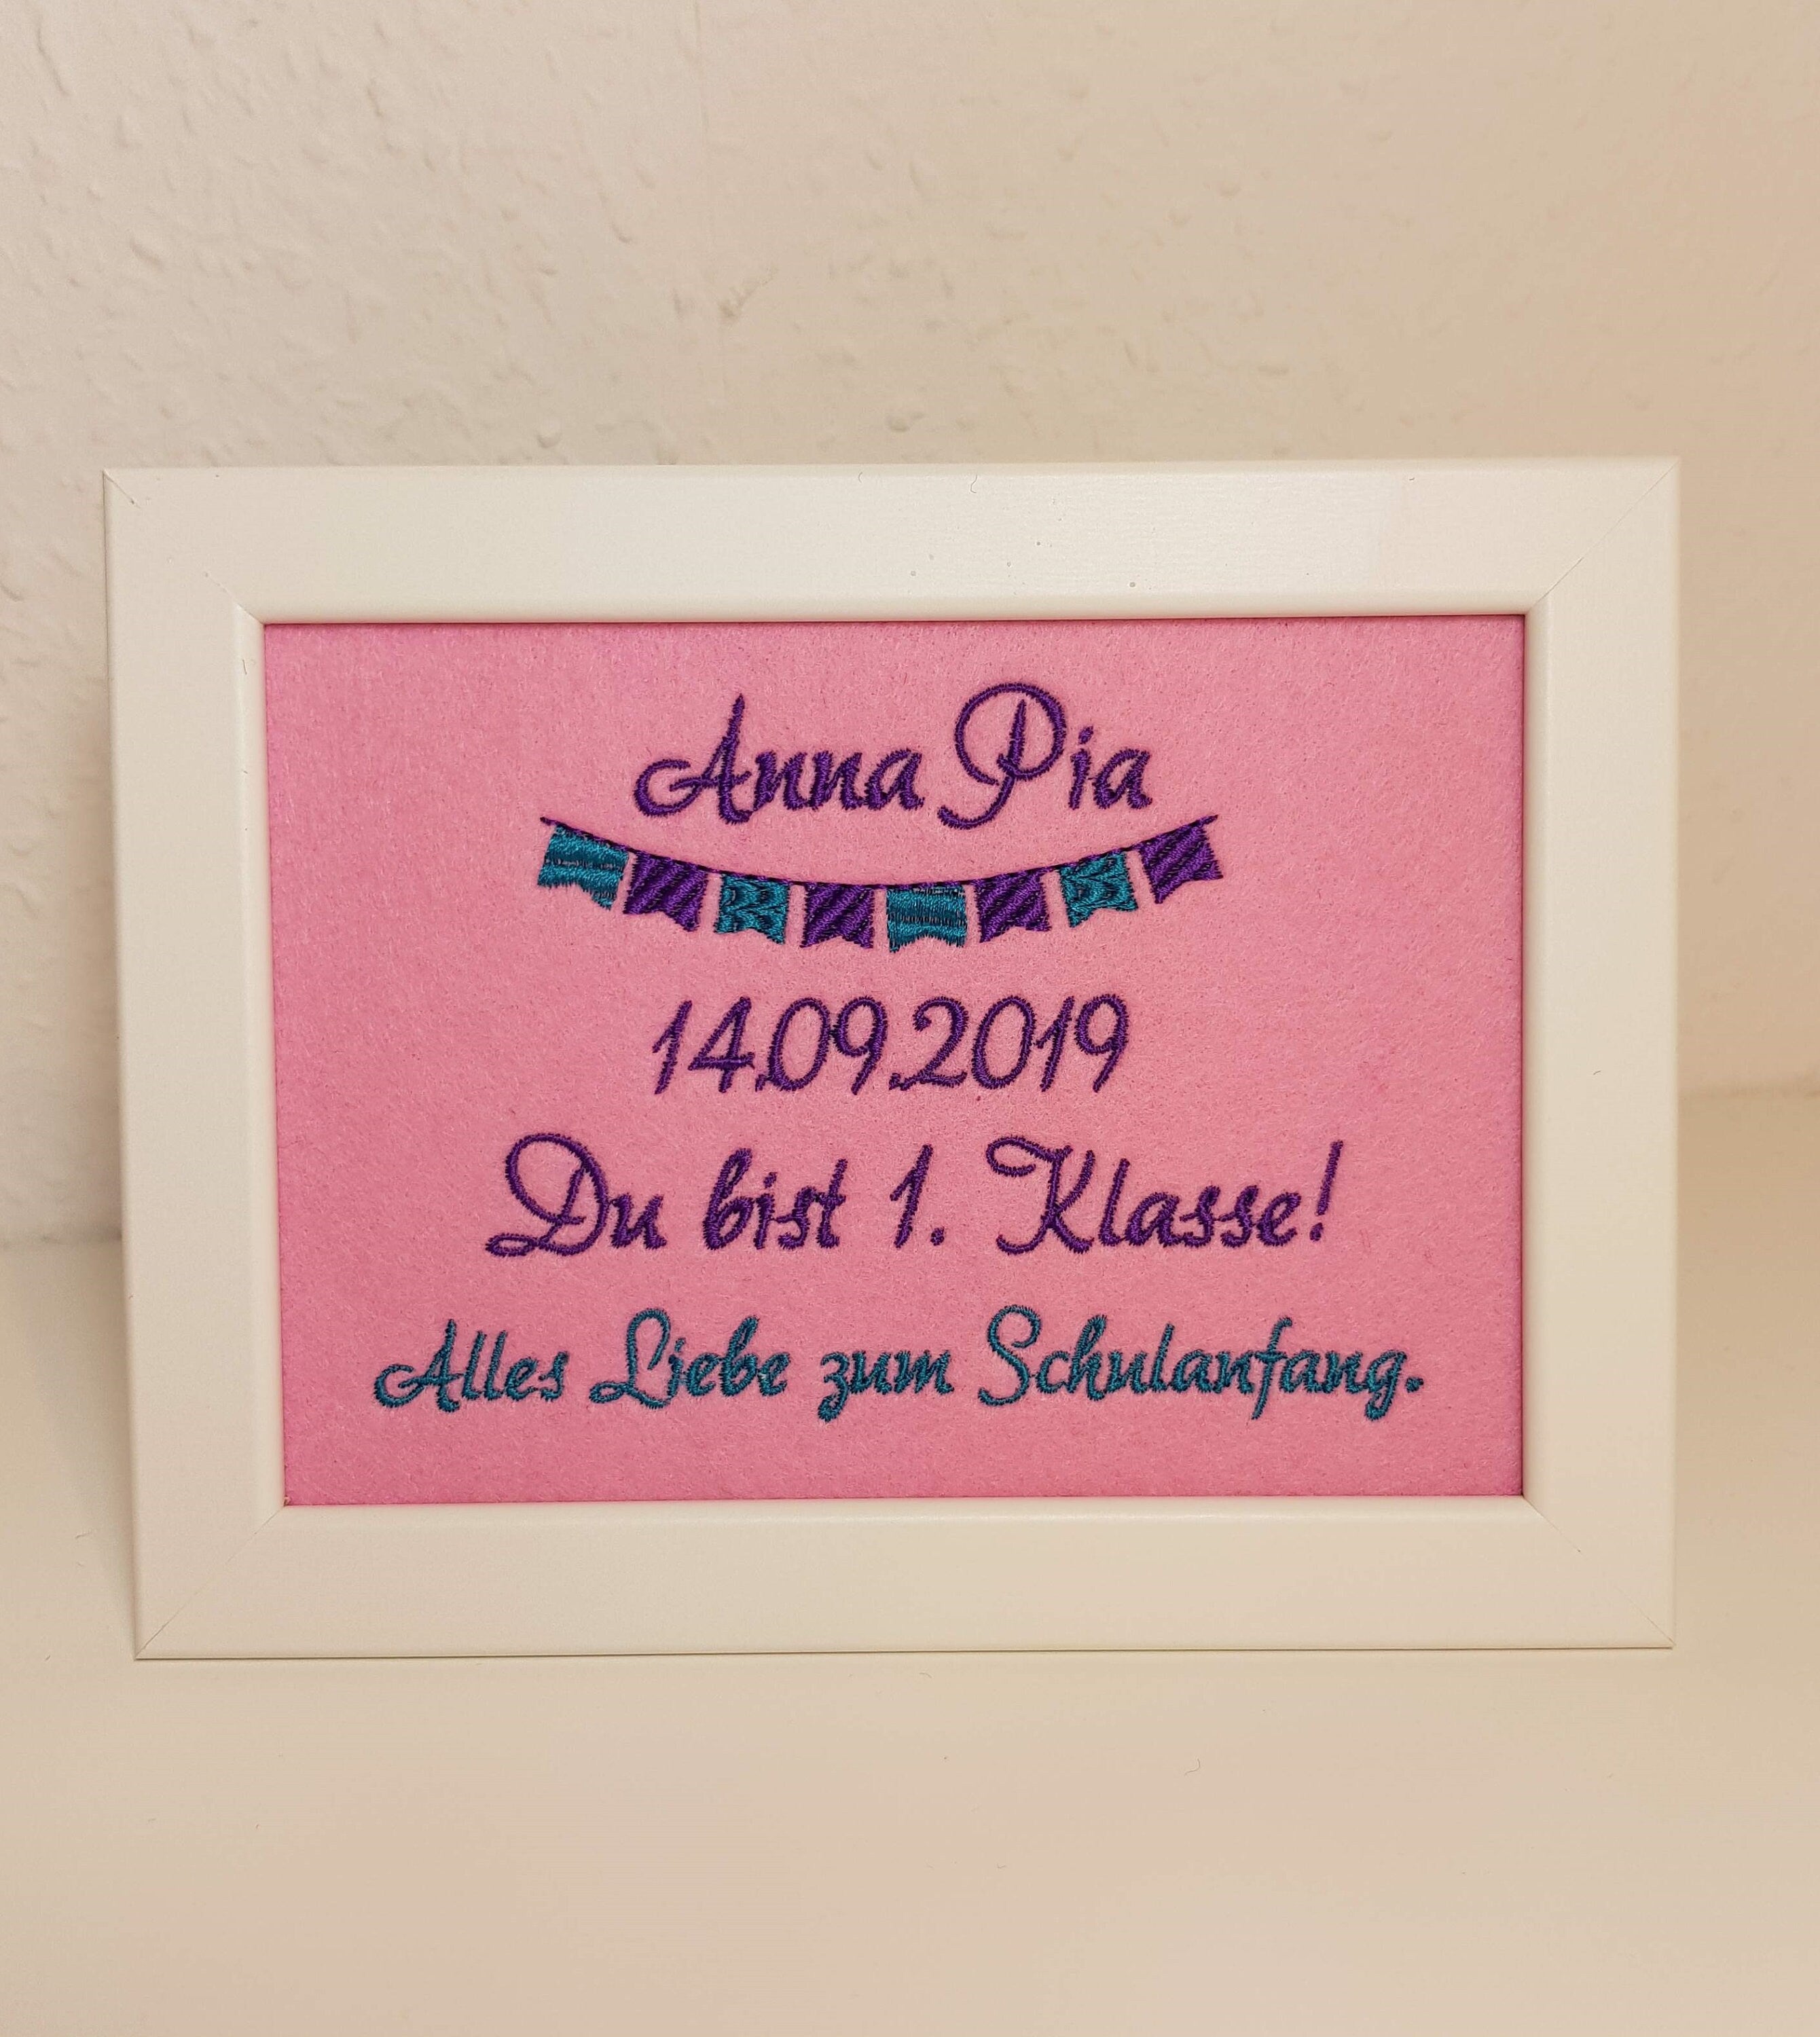 Anna Pia
14.09.2019
Du bist 1. Klasse!
Alles Liebe zum Schulanfang.